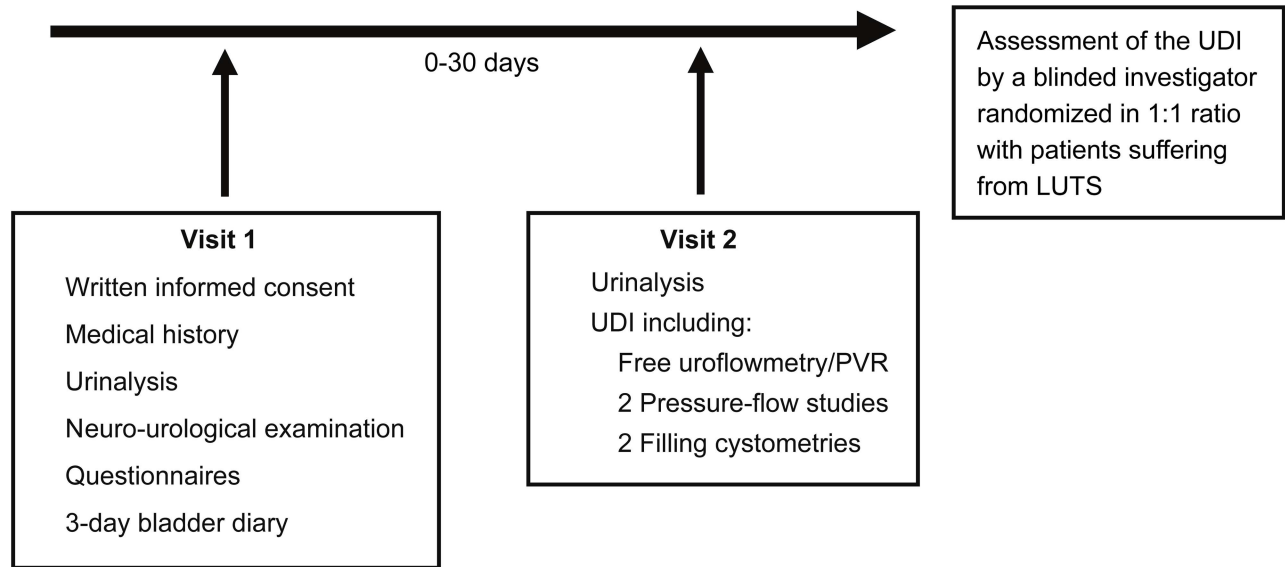 0-30 days
Assessment of the UDI
by a blinded investigator
randomized in 1:1 ratio
with patients suffering
from LUTS
Visit 1
Written informed consent
Medical history
Urinalysis
Neuro-urological examination
Questionnaires
3-day bladder diary
Visit 2
Urinalysis
UDI including:
Free uroflowmetry/PVR
2 Pressure-flow studies
2 Filling cystometries